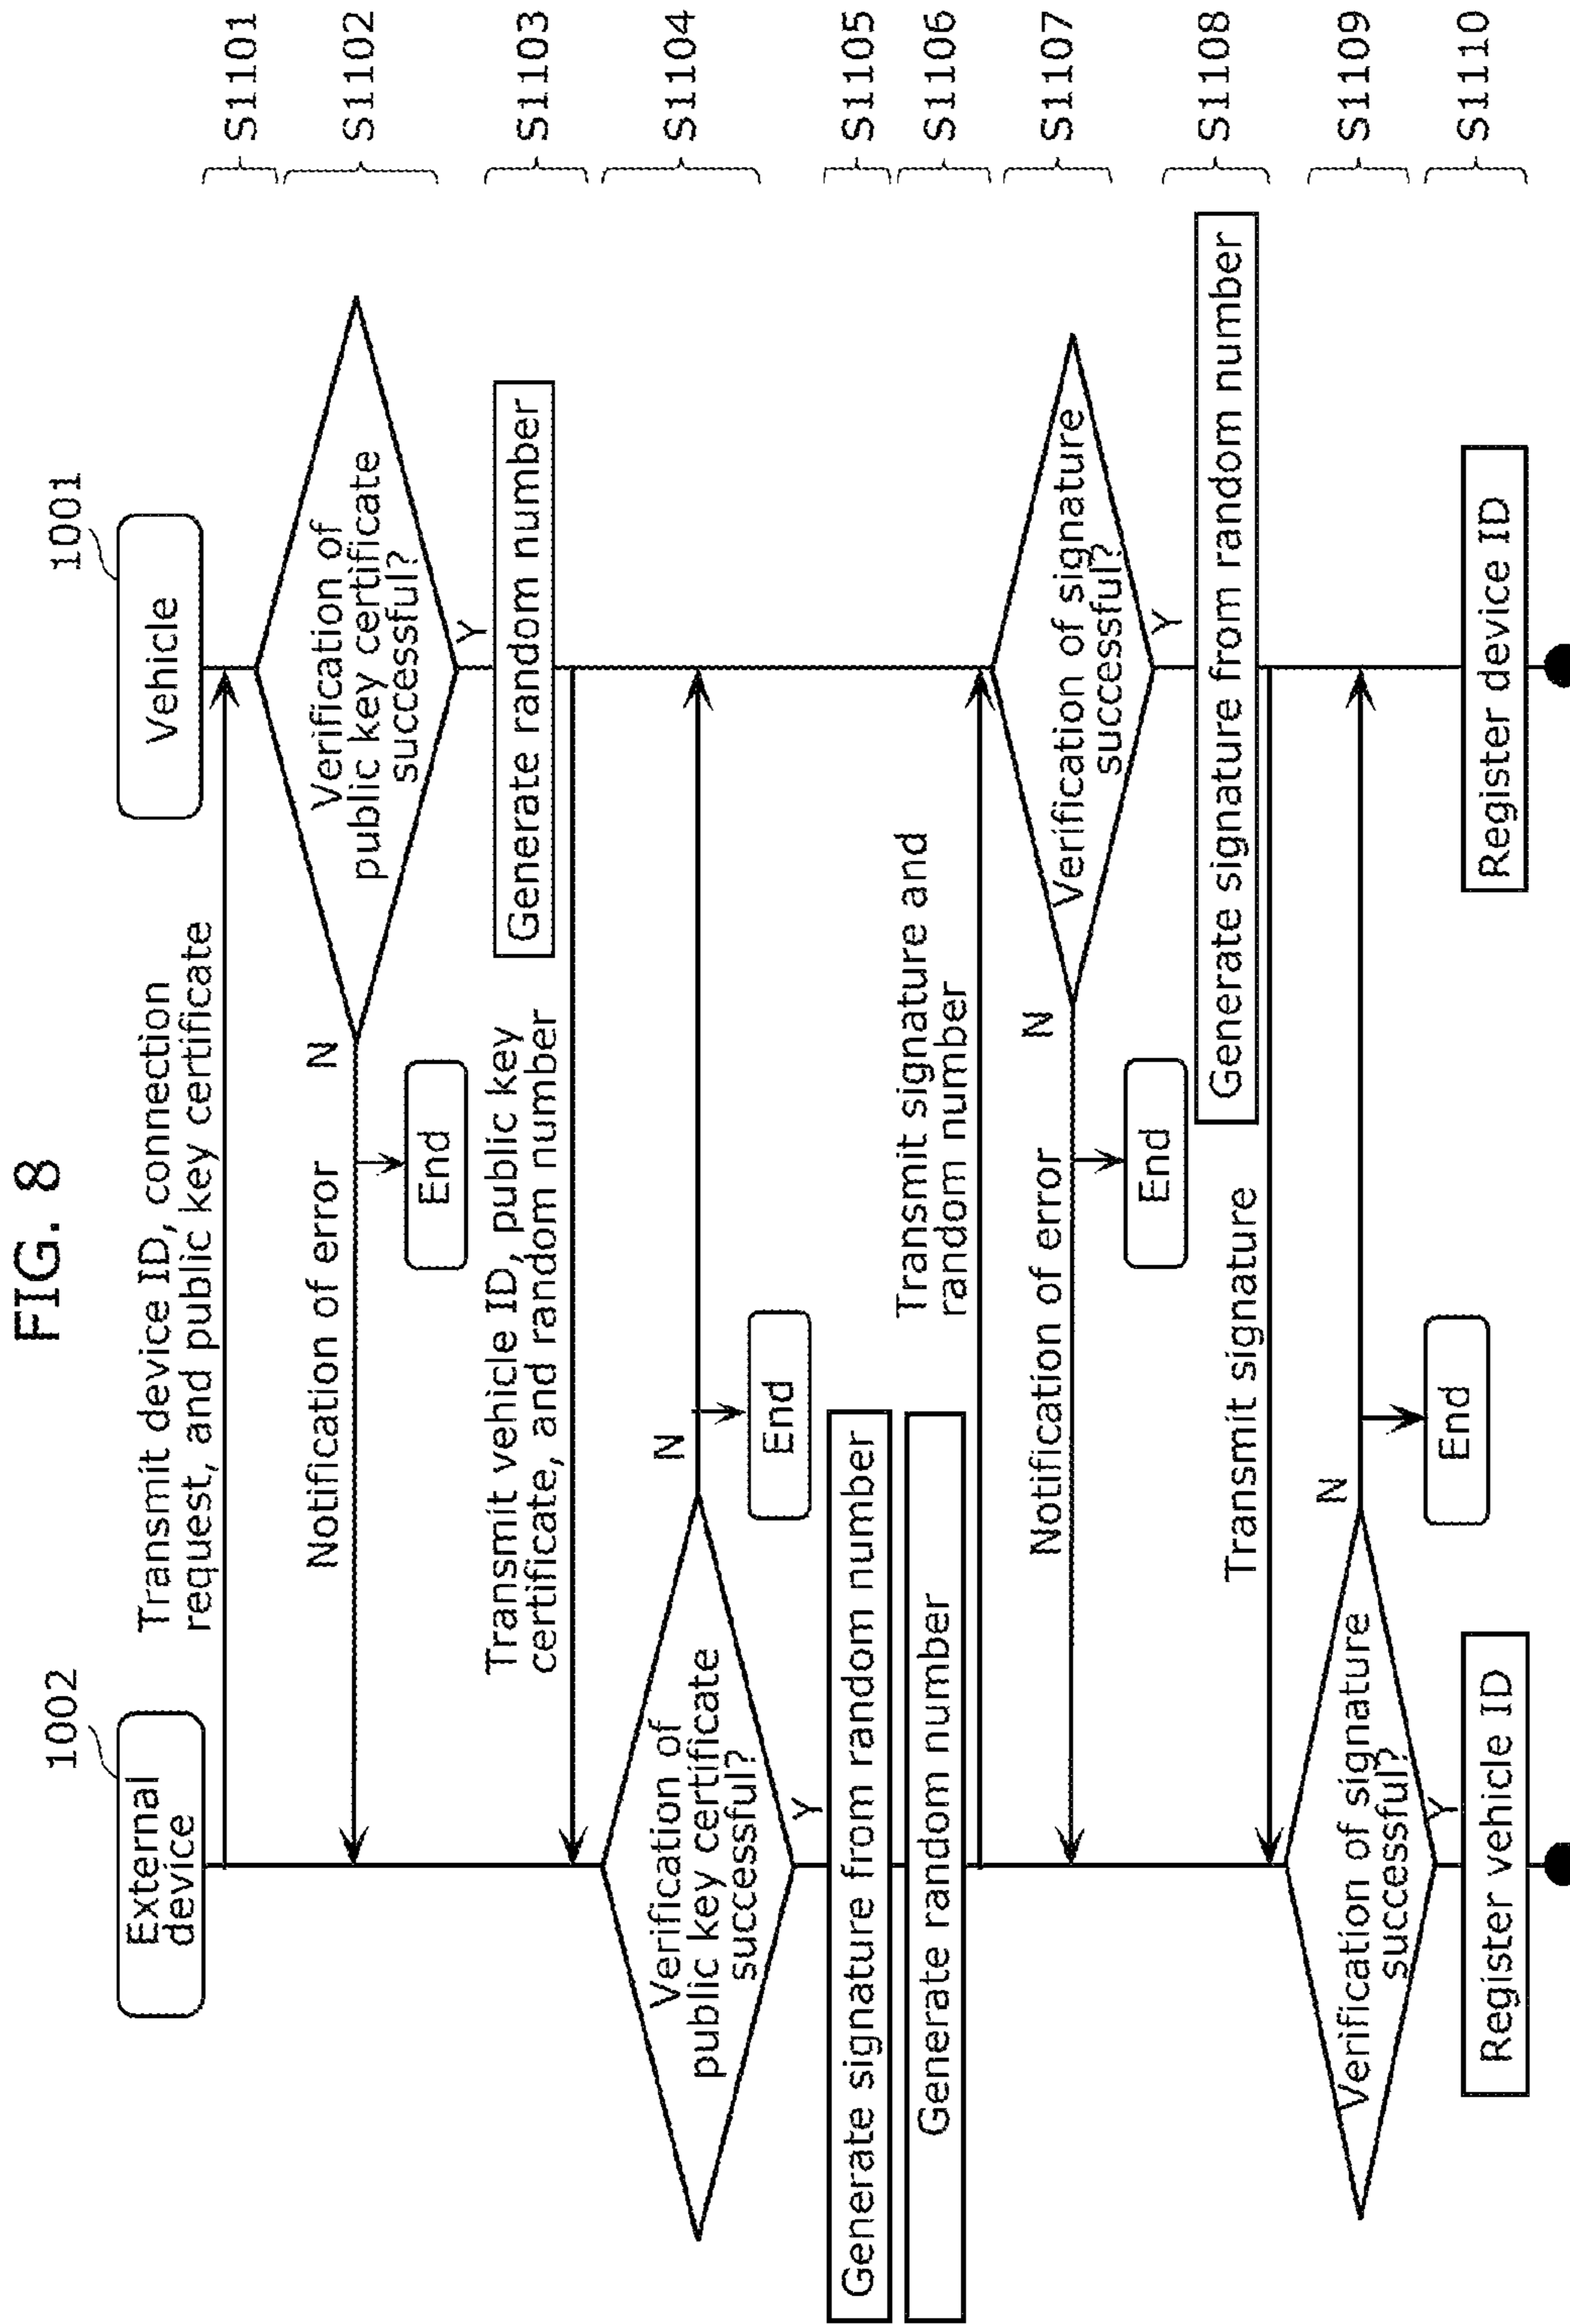 FIG. 8
1002
External
device
1001
Vehicle
Transmit device ID, connection
request, and public key certificate
S1101
Verification of
public key certificate
successful?
N
Y
Notification of error
End
S1102
Generate random number
Transmit vehicle ID, public key
certificate, and random number
S1103
Verification of
public key certificate
successful?
N
Y
End
S1104
Generate signature from random number
S1105
Generate random number
Transmit signature and
random number
S1106
Verification of signature
successful?
N
Y
Notification of error
End
S1107
Generate signature from random number
Transmit signature
S1108
Verification of signature
successful?
N
Y
End
S1109
Register vehicle ID
Register device ID
S1110